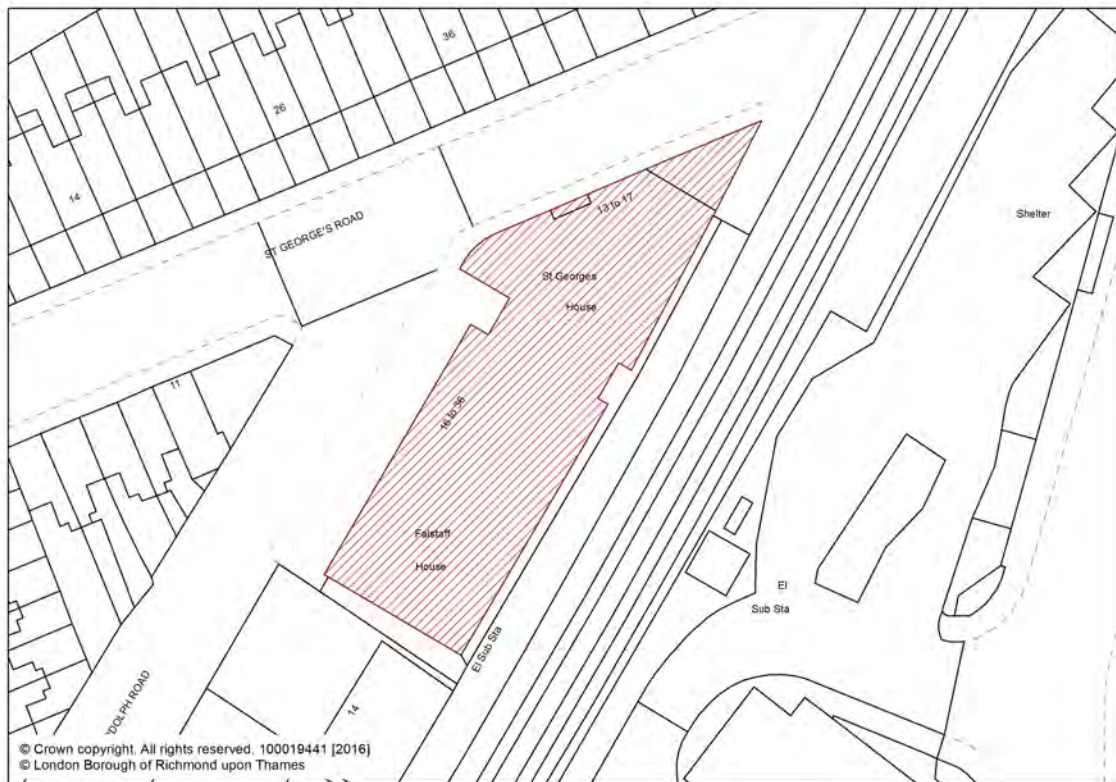 36
26
14
ST GEORGE'S ROAD
13 to 17
Shelter
St Georges
House
11
16 to 36
Falstaff
House
El
Sub Sta
El Sub Sta
14
© Crown copyright. All rights reserved. 100019441 [2016]
© London Borough of Richmond upon Thames